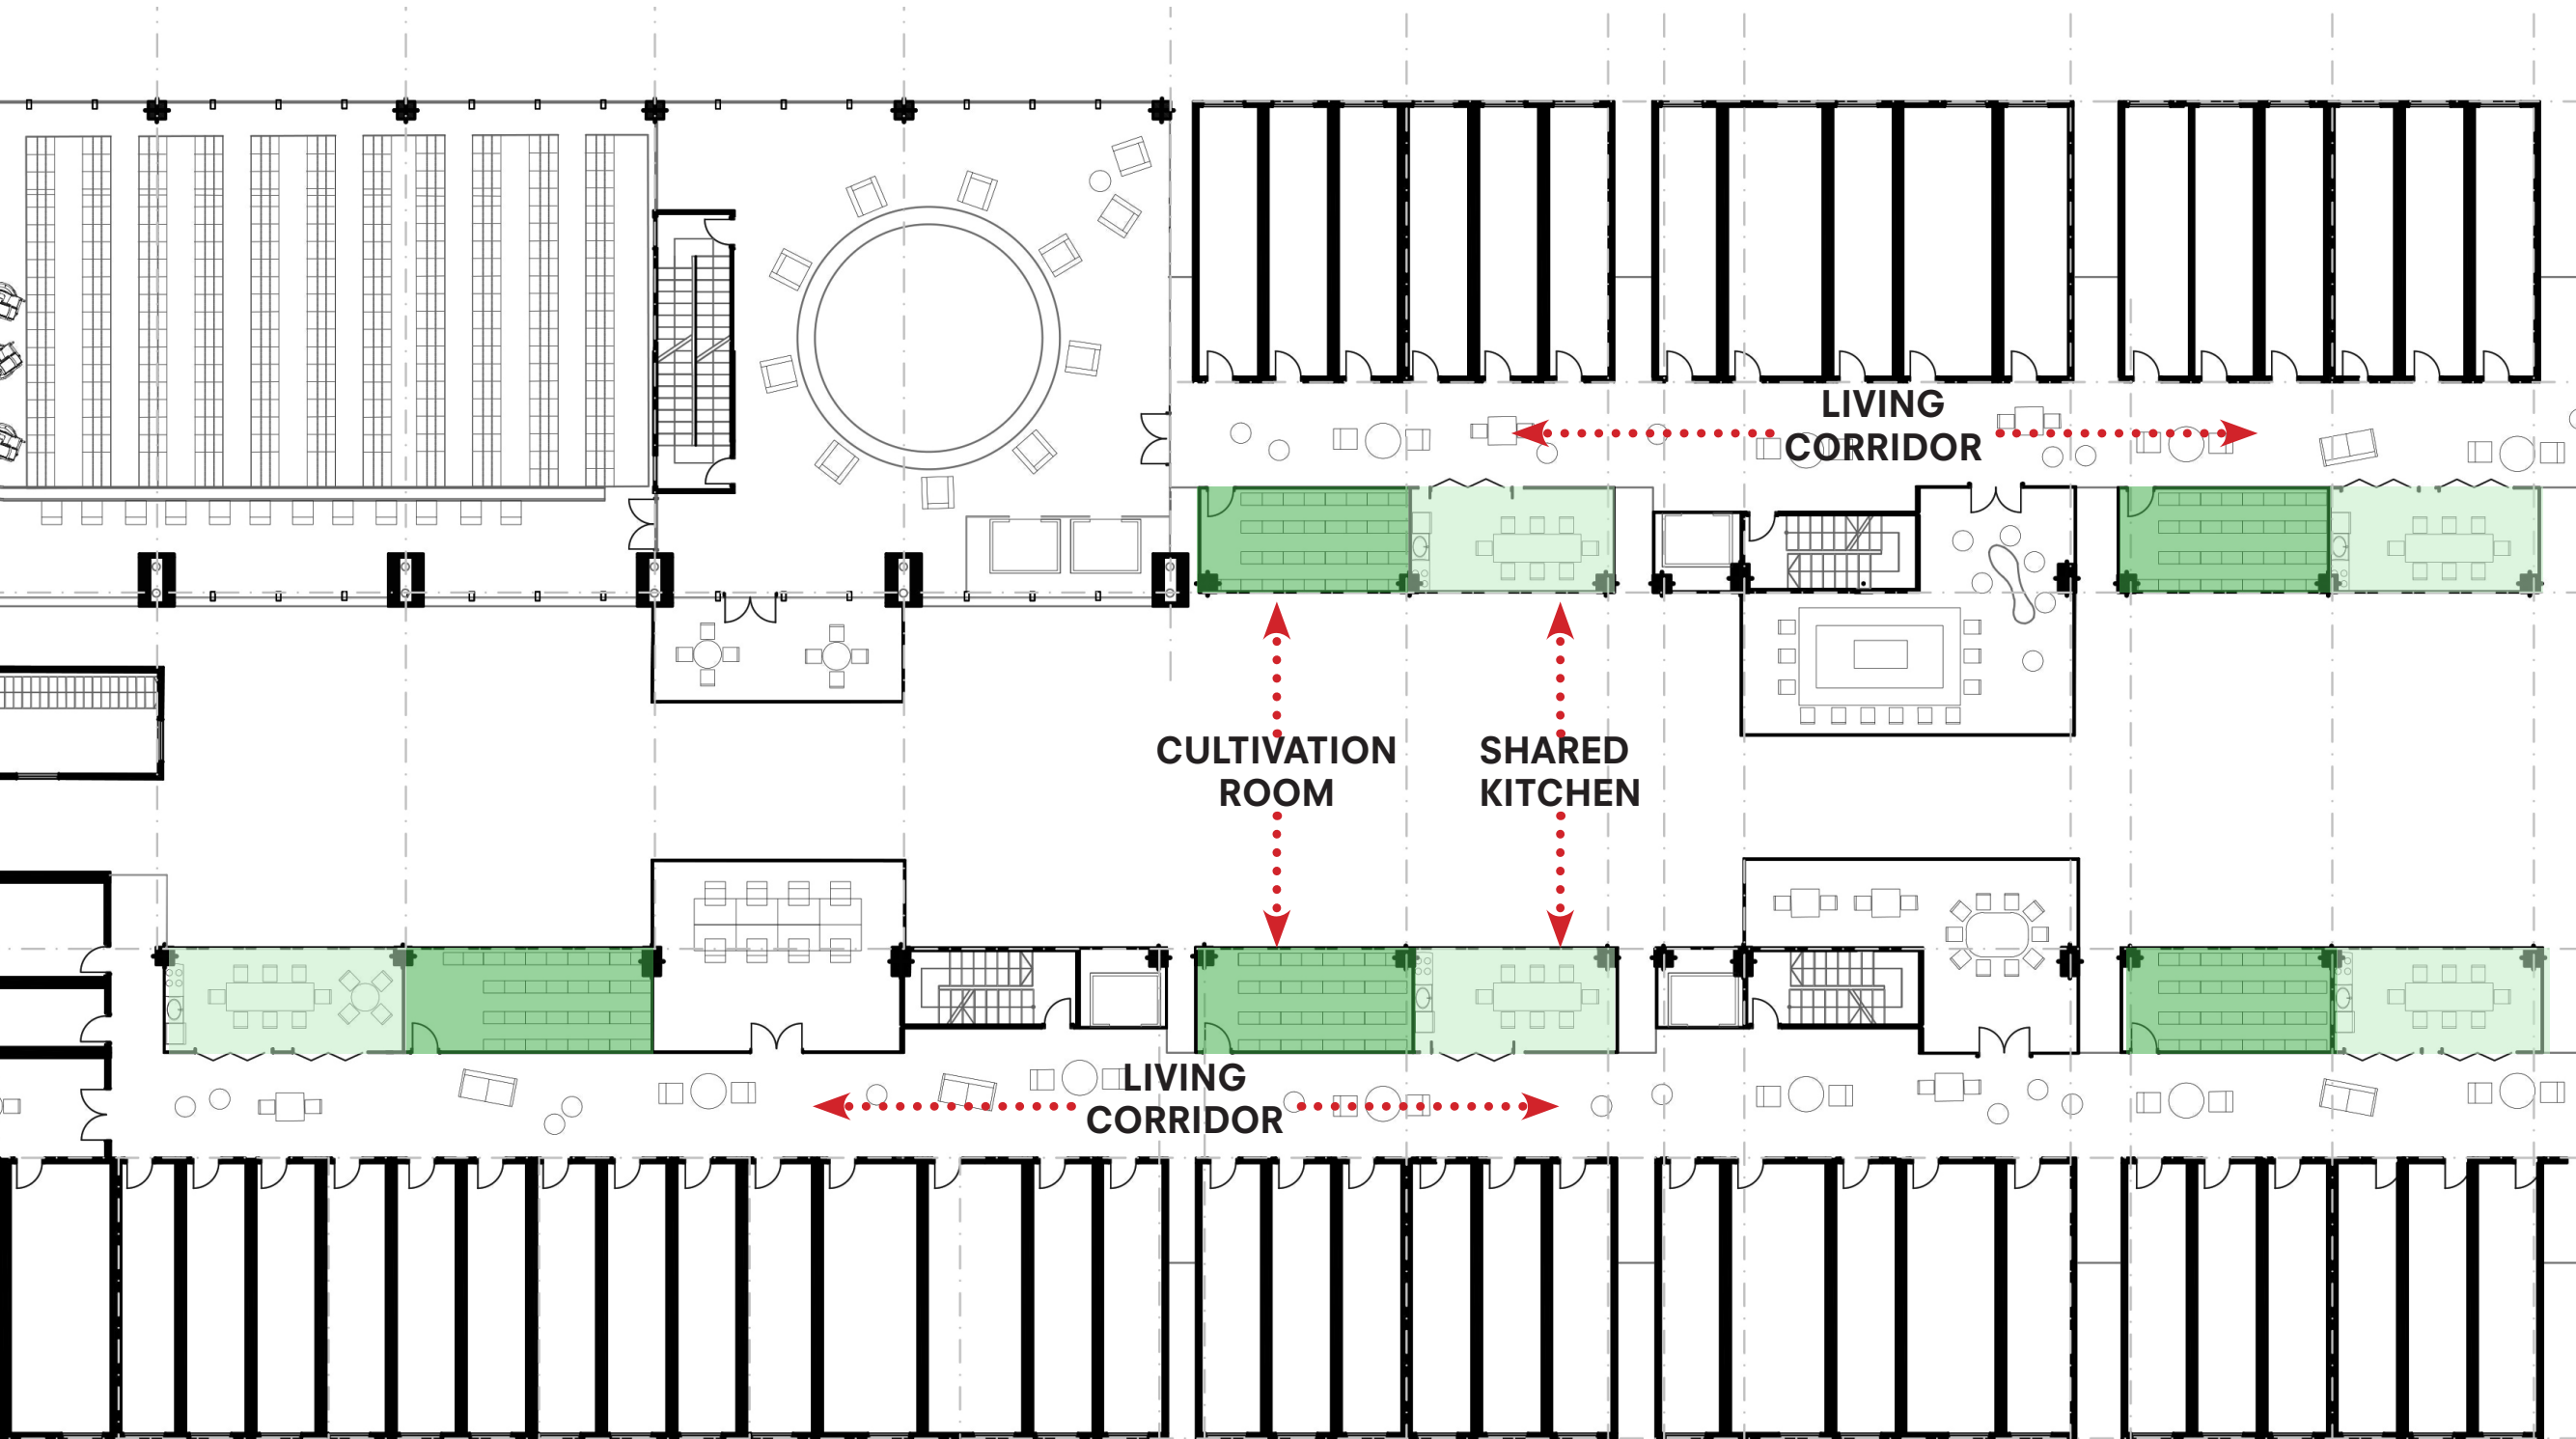 LIVING
CORRIDOR
CULTIVATION
ROOM
SHARED
KITCHEN
LIVING
CORRIDOR